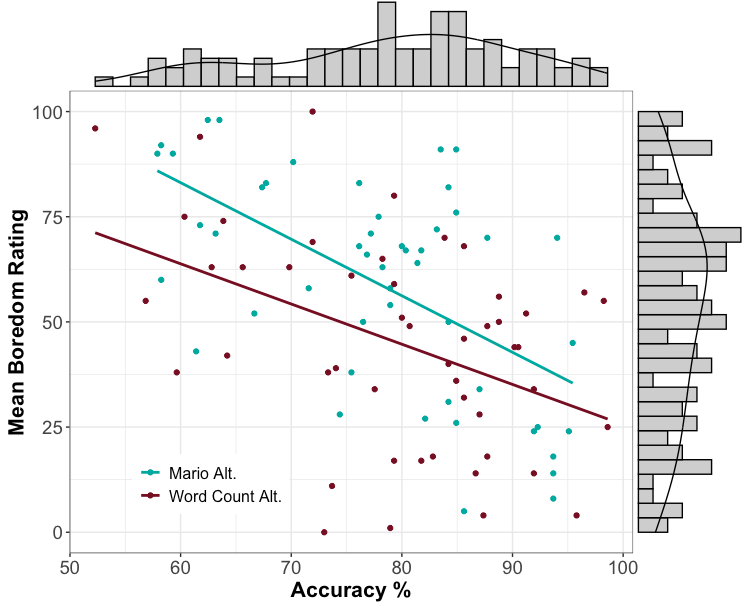 100
75
50
25
0
Mean Boredom Rating
Mario Alt.
Word Count Alt.
50 60 70 80 90 100
Accuracy %